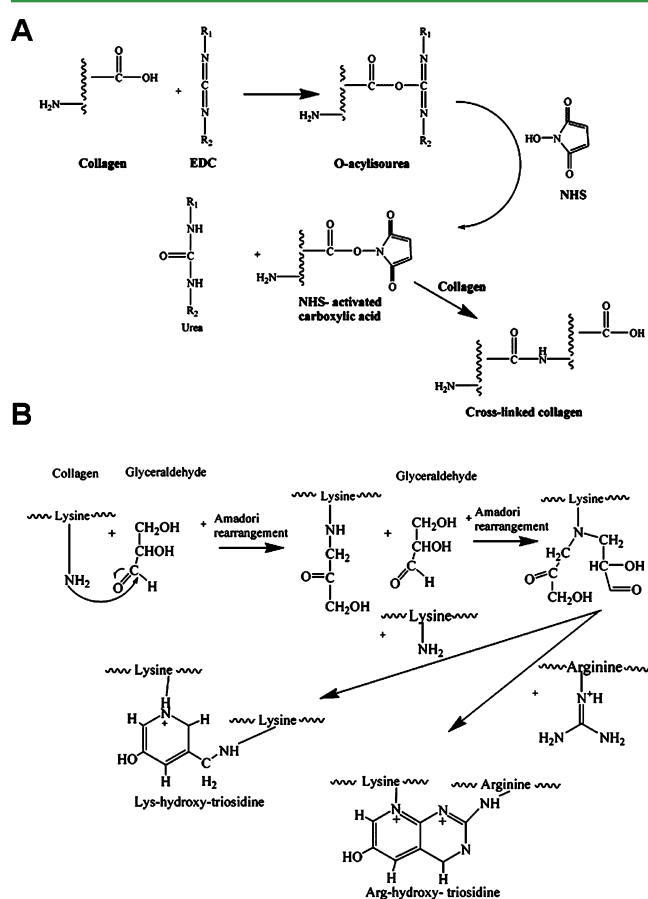 A
R1
O
O
R1
C
OH
+
N
C
N
C
O
C
N
N
H2N
R2
H2N
R2
Collagen
EDC
O-acylisourea
O
HO
N
O
NHS
R1
NH
O
C
NH
R2
Urea
+
O
C
O
N
O
O
H2N
NHS- activated
carboxylic acid
Collagen
O
C
H
N
O
C
OH
H2N
Cross-linked collagen
B
Collagen
Glyceraldehyde
Lysine
NH2
+
CH2OH
CHOH
C
O
H
+ Amadori
rearrangement
Lysine
NH
CH2
O
C
CH2OH
+
Glyceraldehyde
CH2OH
CHOH
C
O
H
+ Amadori
rearrangement
Lysine
N
H2C
CH2
O
C
HC
OH
CH2OH
O
+
Lysine
NH2
+
Arginine
N+H
H2N
NH2
Lysine
H
N
+
H
H
HO
H
C
H2
NH
Lysine
Lys-hydroxy-triosidine
Lysine
Arginine
H
N
+
N
+
NH
N
HO
H
H
Arg-hydroxy- triosidine